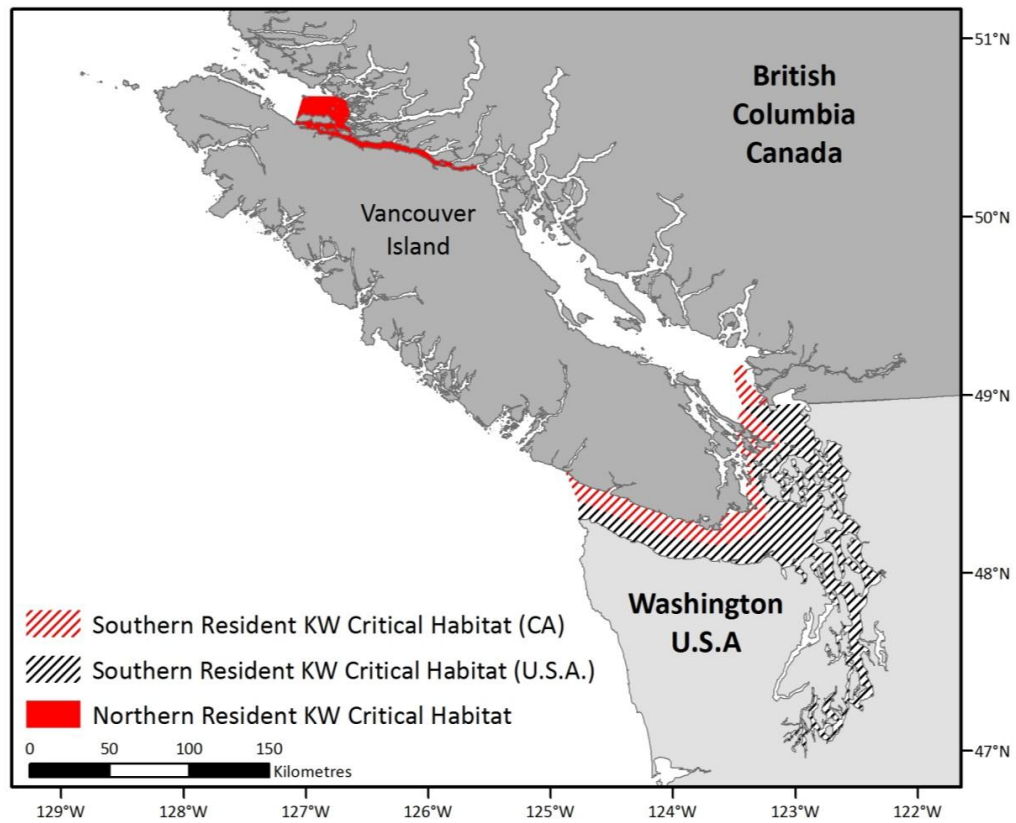 51°N
British
Columbia
Canada
Vancouver
Island
50°N
49°N
48°N
Washington
U.S.A
Southern Resident KW Critical Habitat (CA)
Southern Resident KW Critical Habitat (U.S.A.)
Northern Resident KW Critical Habitat
0 50 100 150
Kilometres
47°N
129°W 128°W 127°W 126°W 125°W 124°W 123°W 122°W